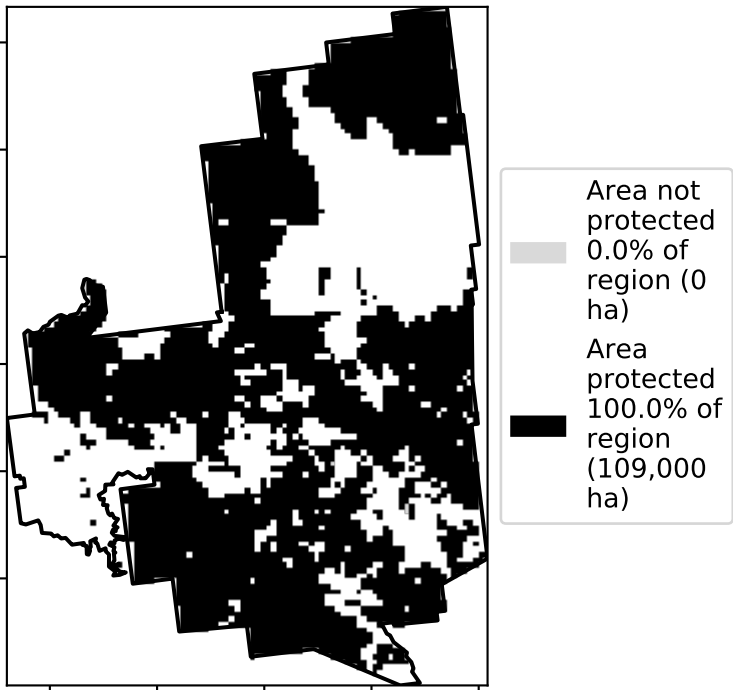 Area not
protected
0.0% of
region (0
ha)
Area
protected
100.0% of
region
(109,000
ha)